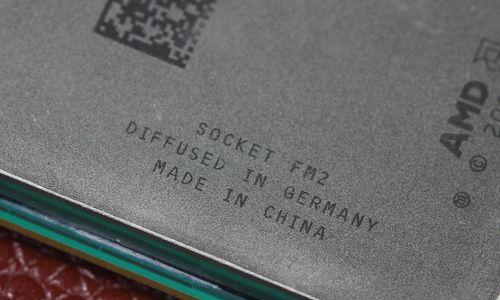 SOCKET FM2
DIFFUSED IN GERMANY
MADE IN CHINA
AMD
®
©